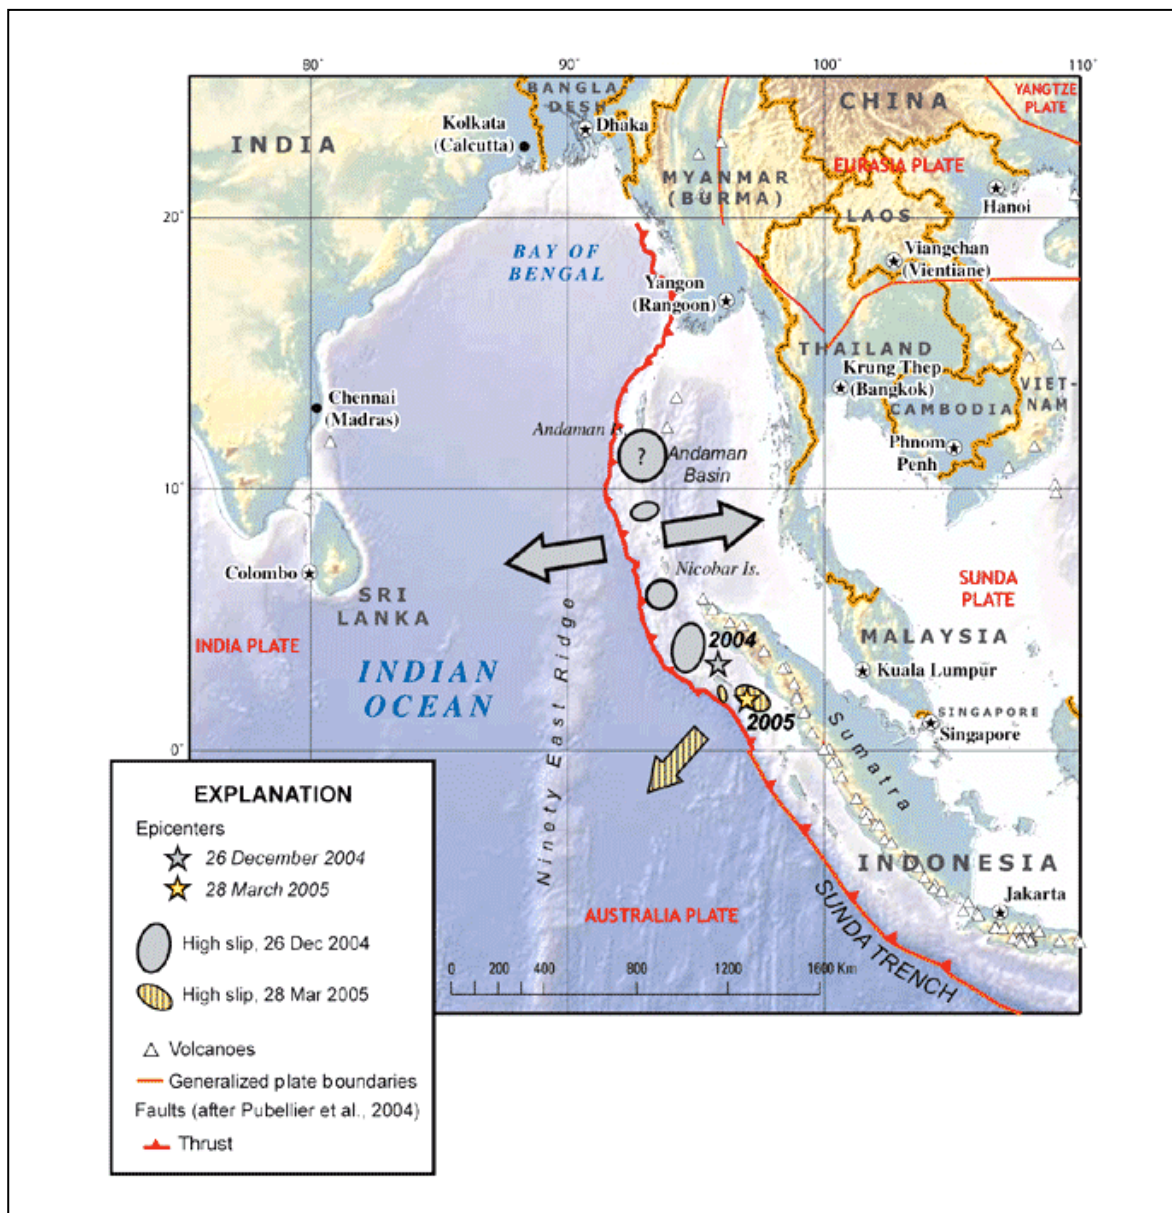 80°
90°
100°
110°
BANGLA
DESH
CHINA
YANGTZE
PLATE
Kolkata
(Calcutta)
Dhaka
INDIA
MYANMAR
(BURMA)
EURASIA PLATE
Hanoi
LAOS
20°
BAY OF
BENGAL
Viangchan
(Vientiane)
Yangon
(Rangoon)
THAILAND
Krung Thep
(Bangkok)
VIET-
NAM
Chennai
(Madras)
CAMBODIA
Andaman Is.
?
Andaman
Basin
Phnom
Penh
10°
Nicobar Is.
Colombo
SRI
LANKA
SUNDA
PLATE
INDIA PLATE
2004
MALAYSIA
Kuala Lumpur
INDIAN
OCEAN
Ninety East Ridge
2005
Sumatra
SINGAPORE
Singapore
0°
INDONESIA
Jakarta
AUSTRALIA PLATE
SUNDA TRENCH
0 200 400 800 1200 1600 Km
EXPLANATION
Epicenters
26 December 2004
28 March 2005
High slip, 26 Dec 2004
High slip, 28 Mar 2005
Volcanoes
Generalized plate boundaries
Faults (after Pubellier et al., 2004)
Thrust